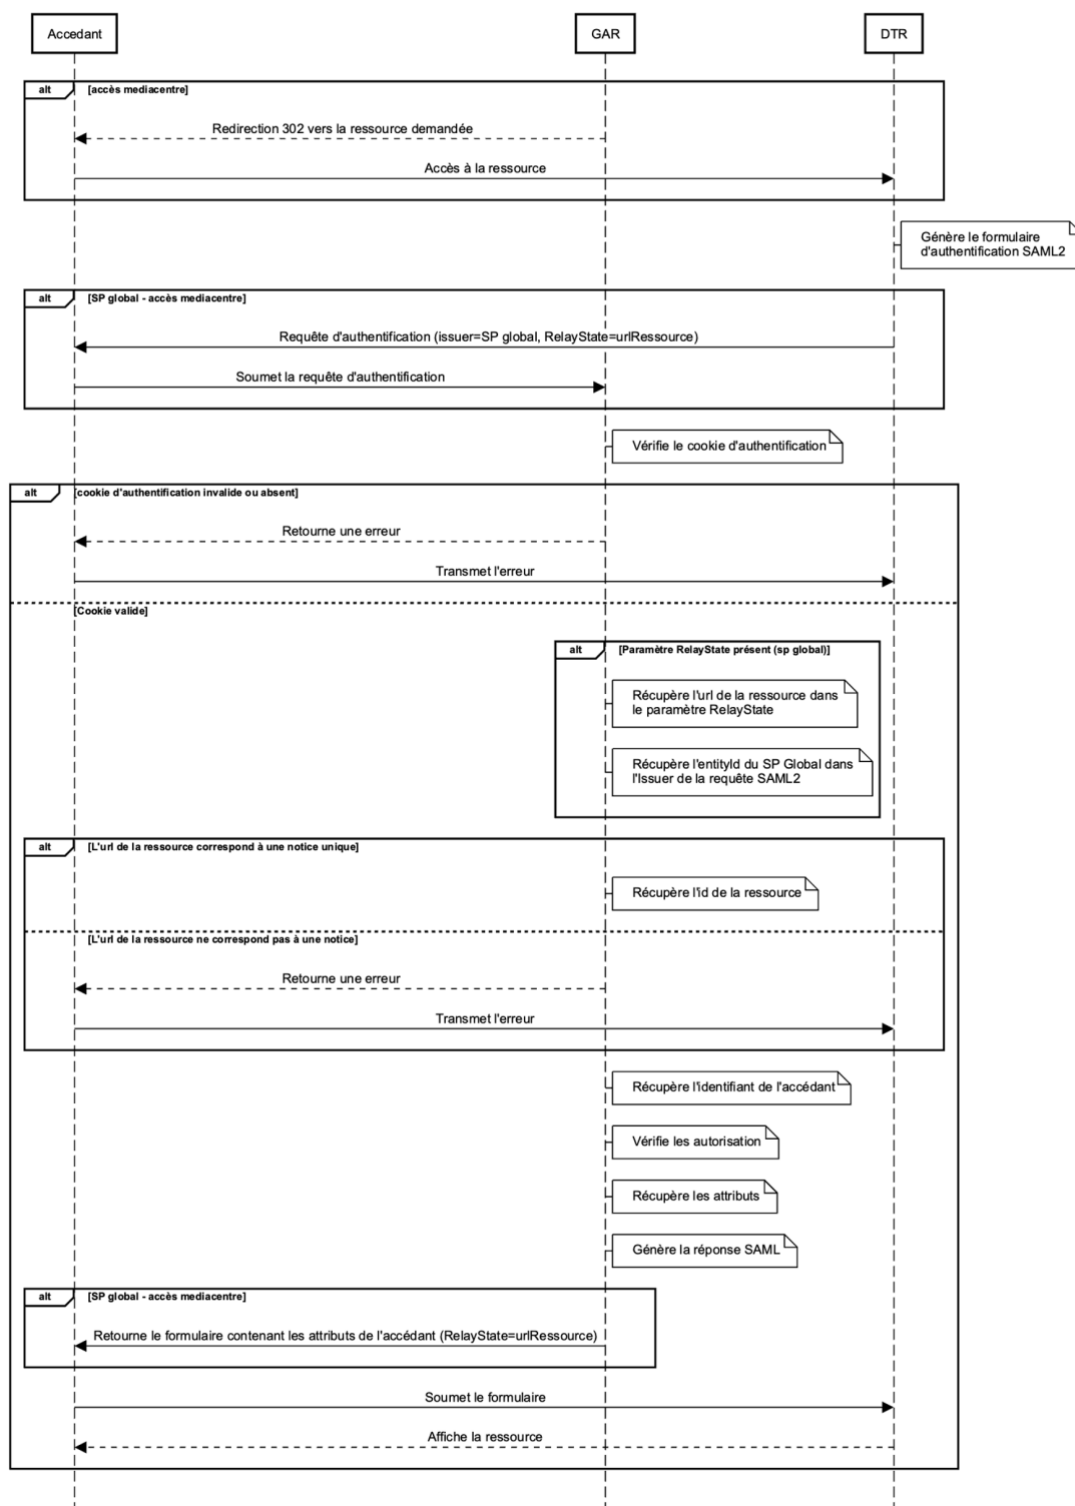 Accedant
GAR
DTR
alt
[accès mediacentre]
Redirection 302 vers la ressource demandée
Accès à la ressource
Génère le formulaire
d'authentification SAML2
alt
[SP global - accès mediacentre]
Requête d'authentification (issuer=SP global, RelayState=urlRessource)
Soumet la requête d'authentification
Vérifie le cookie d'authentification
alt
[cookie d'authentification invalide ou absent]
Retourne une erreur
Transmet l'erreur
[Cookie valide]
alt
[Paramètre RelayState présent (sp global)]
Récupère l'url de la ressource dans
le paramètre RelayState
Récupère l'entityId du SP Global dans
l'Issuer de la requête SAML2
alt
[L'url de la ressource correspond à une notice unique]
Récupère l'id de la ressource
[L'url de la ressource ne correspond pas à une notice]
Retourne une erreur
Transmet l'erreur
Récupère l'identifiant de l'accédant
Vérifie les autorisation
Récupère les attributs
Génère la réponse SAML
alt
[SP global - accès mediacentre]
Retourne le formulaire contenant les attributs de l'accédant (RelayState=urlRessource)
Soumet le formulaire
Affiche la ressource